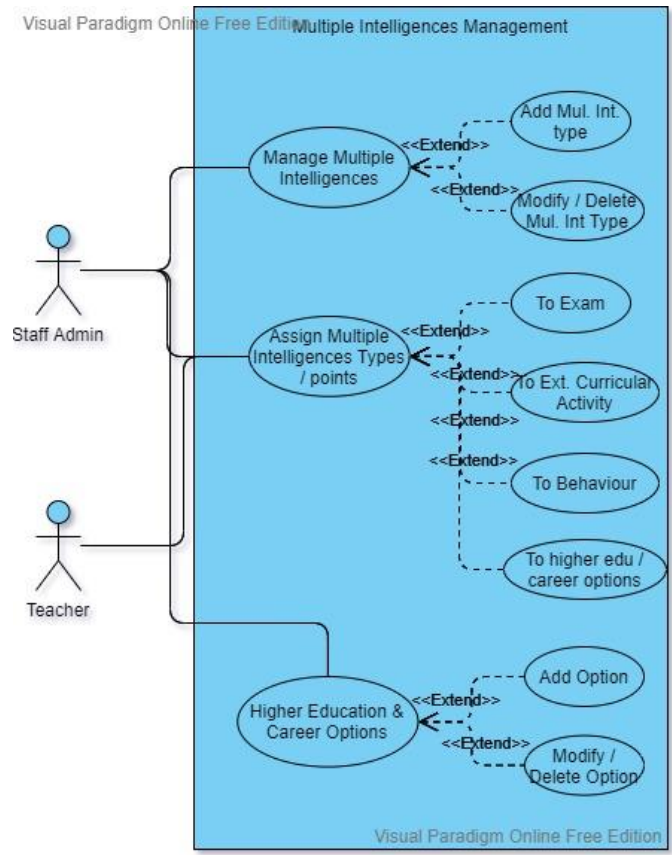 Visual Paradigm Online Free Edition
Multiple Intelligences Management
Add Mul. Int.
type
<<Extend>>
Manage Multiple
Intelligences
<<Extend>>
Modify / Delete
Mul. Int Type
Staff Admin
To Exam
<<Extend>>
Assign Multiple
Intelligences Types
/ points
<<Extend>>
To Ext. Curricular
Activity
<<Extend>>
<<Extend>>
To Behaviour
To higher edu /
career options
Teacher
Add Option
<<Extend>>
Higher Education &
Career Options
<<Extend>>
Modify /
Delete Option
Visual Paradigm Online Free Edition